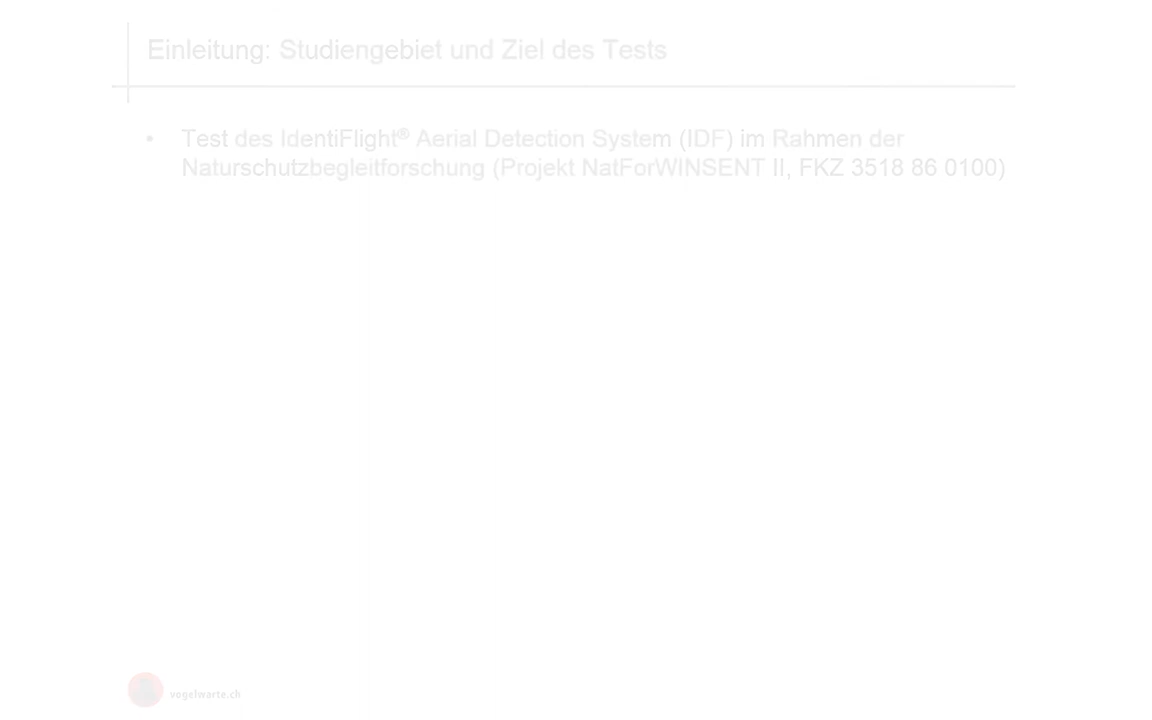 Einleitung: Studiengebiet und Ziel des Tests
• Test des IdentiFlight® Aerial Detection System (IDF) im Rahmen der
Naturschutzbegleitforschung (Projekt NatForWINSENT II, FKZ 3518 86 0100)
vogelwarte.ch